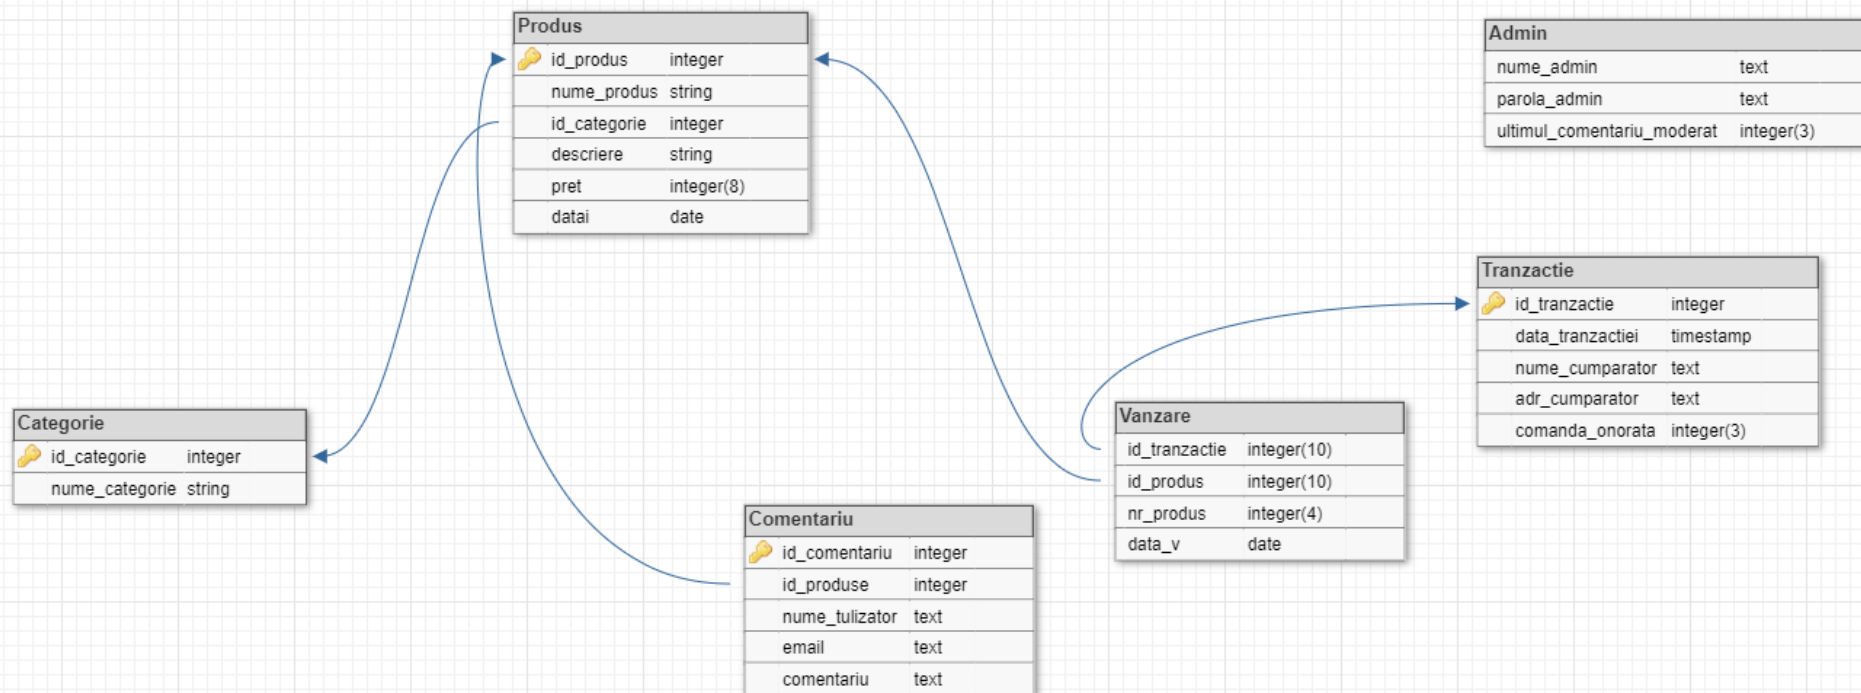 Produs
id_produs integer
nume_produs string
id_categorie integer
descriere string
pret integer(8)
datai date
Admin
nume_admin text
parola_admin text
ultimul_comentariu_moderat integer(3)
Tranzactie
id_tranzactie integer
data_tranzactiei timestamp
nume_cumparator text
adr_cumparator text
comanda_onorata integer(3)
Categorie
id_categorie integer
nume_categorie string
Vanzare
id_tranzactie integer(10)
id_produs integer(10)
nr_produs integer(4)
data_v date
Comentariu
id_comentariu integer
id_produse integer
nume_tulizator text
email text
comentariu text